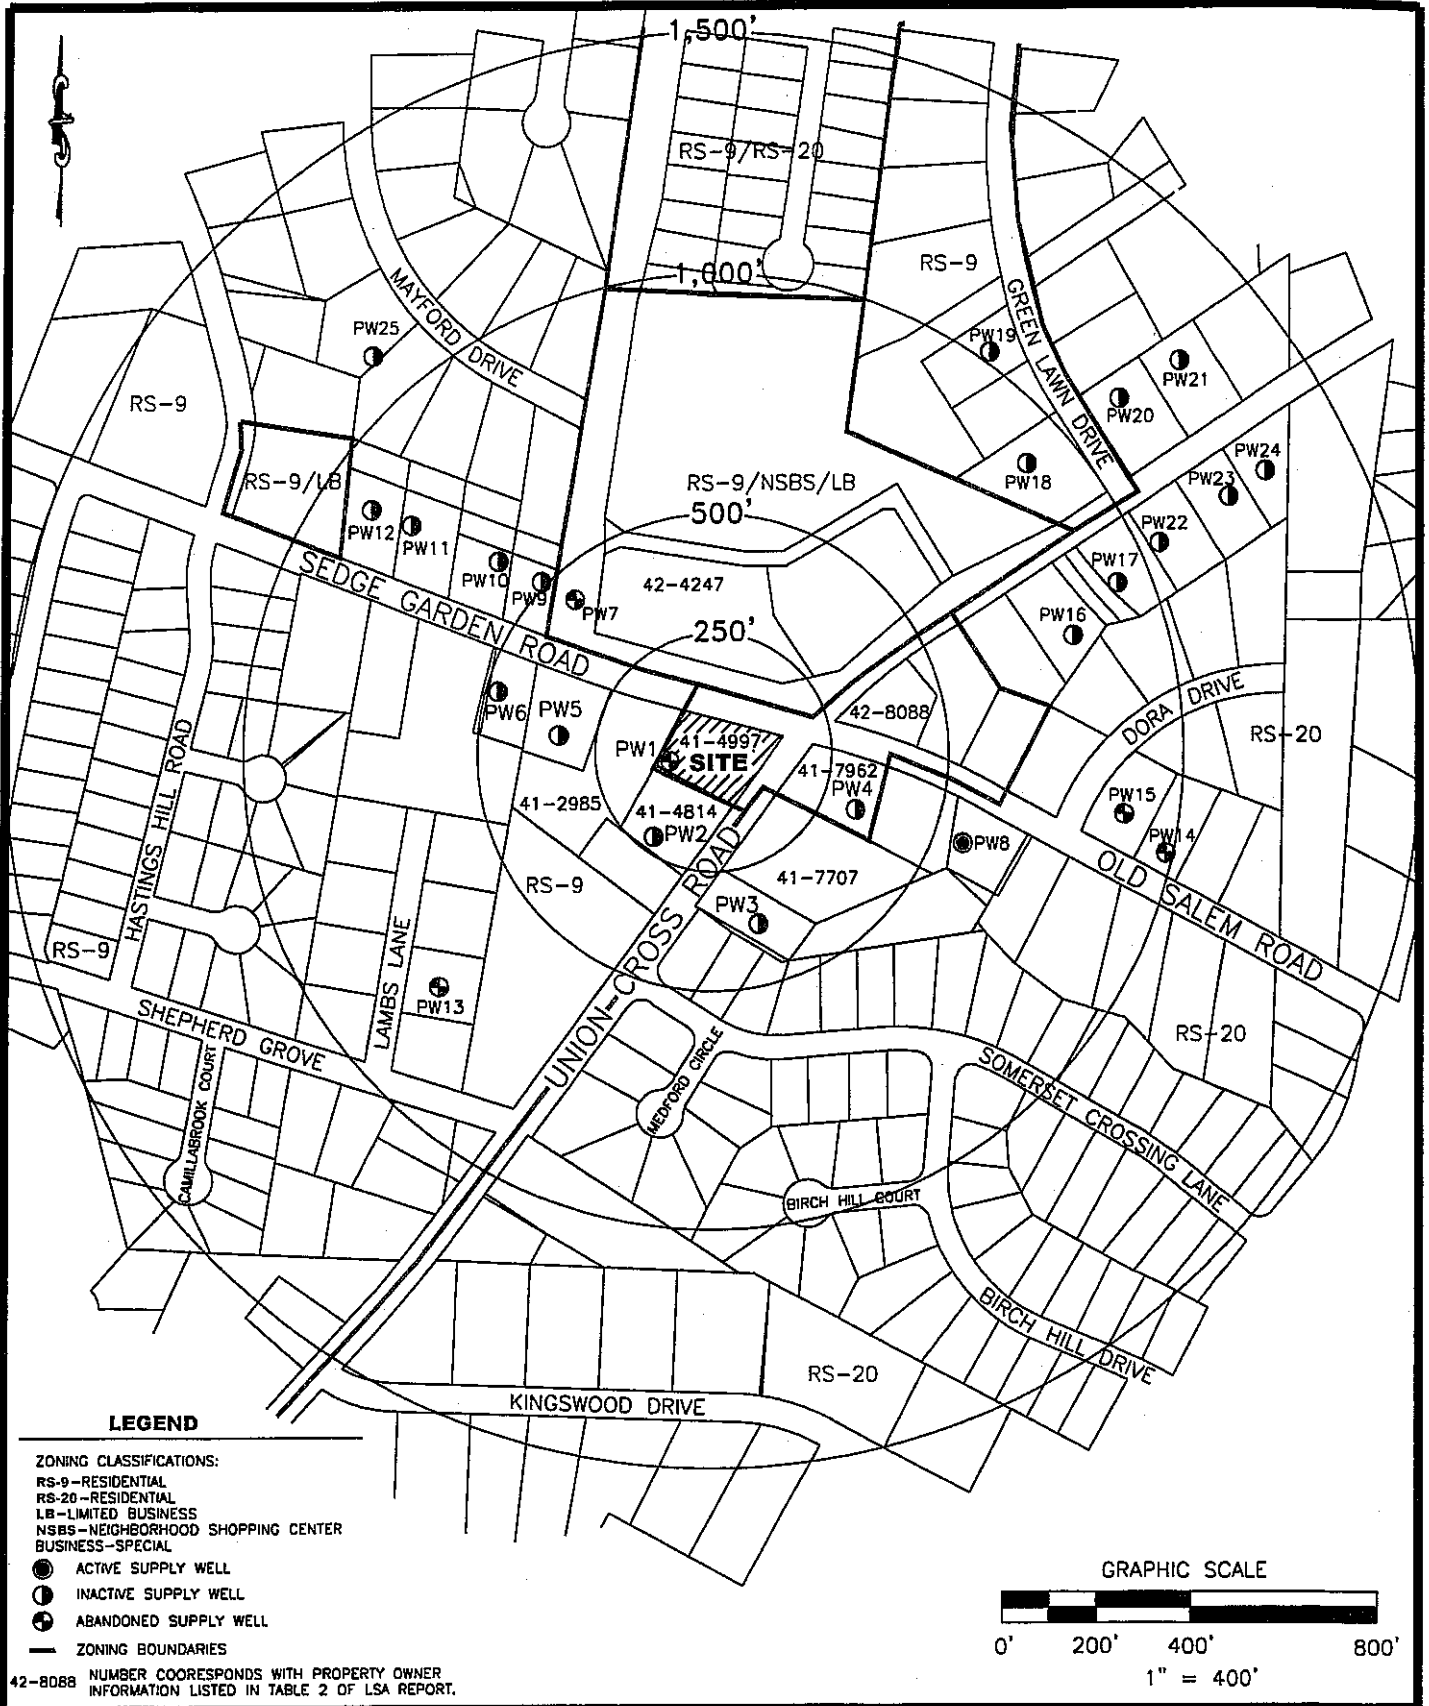 1,500'
RS-9/RS-20
1,000'
RS-9
MAYFORD DRIVE
GREEN LAWN DRIVE
PW25
PW19
PW21
PW20
RS-9
RS-9/LB
RS-9/NSBS/LB
PW18
PW24
PW23
500'
PW12
PW11
PW22
PW17
PW10
PW9
PW7
42-4247
SEDGE GARDEN ROAD
250'
PW16
PW6
PW5
42-8088
DORA DRIVE
RS-20
PW1
41-4997
SITE
41-7962
PW4
41-2985
41-4814
PW2
PW8
PW15
PW14
HASTINGS HILL ROAD
RS-9
41-7707
PW3
OLD SALEM ROAD
RS-9
LAMBS LANE
PW13
UNION CROSS ROAD
SHEPHERD GROVE
RS-20
MEDFORD CIRCLE
SOMERSET CROSSING LANE
CAMILLABROOK COURT
BIRCH HILL COURT
BIRCH HILL DRIVE
RS-20
KINGSWOOD DRIVE
LEGEND
ZONING CLASSIFICATIONS:
RS-9-RESIDENTIAL
RS-20-RESIDENTIAL
LB-LIMITED BUSINESS
NSBS-NEIGHBORHOOD SHOPPING CENTER
BUSINESS-SPECIAL
ACTIVE SUPPLY WELL
INACTIVE SUPPLY WELL
ABANDONED SUPPLY WELL
ZONING BOUNDARIES
42-8088 NUMBER COORESPONDS WITH PROPERTY OWNER
INFORMATION LISTED IN TABLE 2 OF LSA REPORT.
GRAPHIC SCALE
0' 200' 400' 800'
1" = 400'